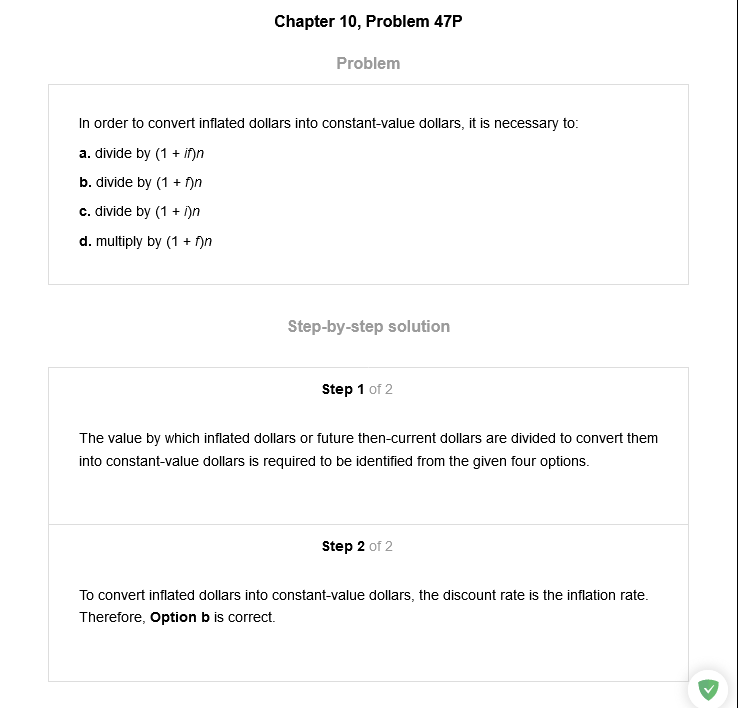 Chapter 10, Problem 47P
Problem
In order to convert inflated dollars into constant-value dollars, it is necessary to:
a. divide by (1 + if)n
b. divide by (1 + f)n
c. divide by (1 + i)n
d. multiply by (1 + f)n
Step-by-step solution
Step 1 of 2
The value by which inflated dollars or future then-current dollars are divided to convert them
into constant-value dollars is required to be identified from the given four options.
Step 2 of 2
To convert inflated dollars into constant-value dollars, the discount rate is the inflation rate.
Therefore, Option b is correct.